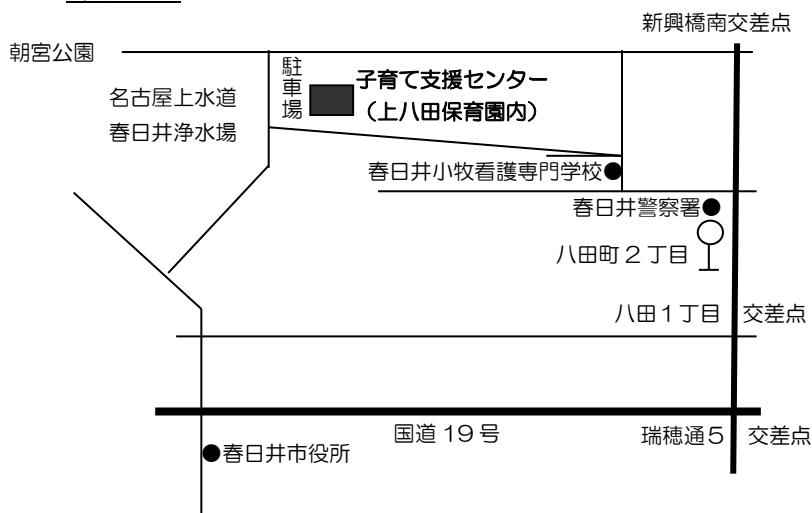 新興橋南交差点
朝宮公園
駐車場
子育て支援センター
（上八田保育園内）
名古屋上水道
春日井浄水場
春日井小牧看護専門学校●
春日井警察署●
八田町２丁目
八田１丁目 交差点
国道19号
瑞穂通５ 交差点
●春日井市役所